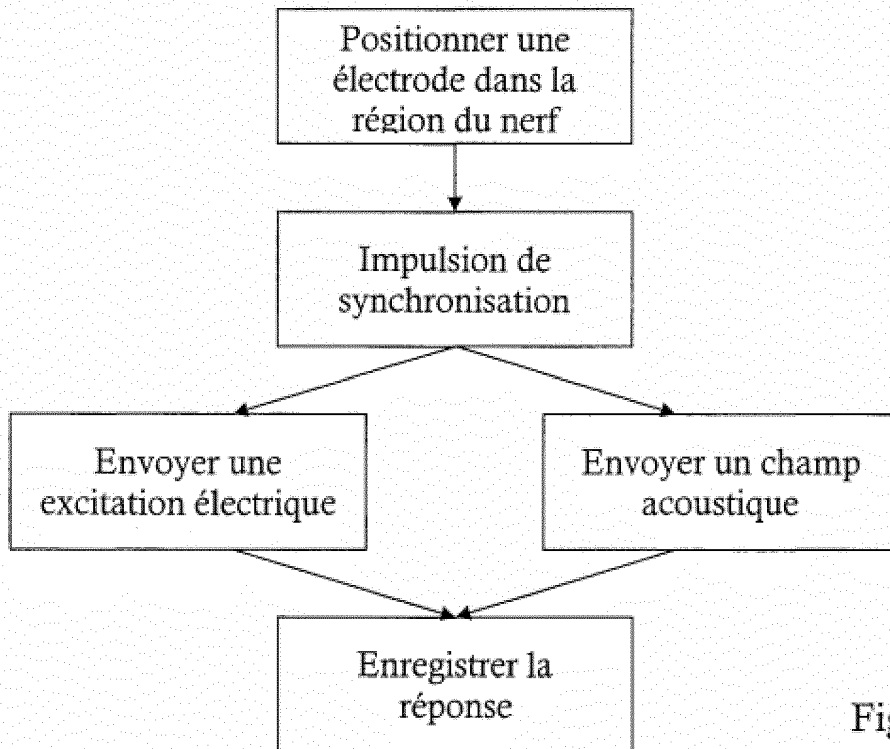 Positionner une
électrode dans la
région du nerf
Impulsion de
synchronisation
Envoyer une
excitation électrique
Envoyer un champ
acoustique
Enregistrer la
réponse
Fig